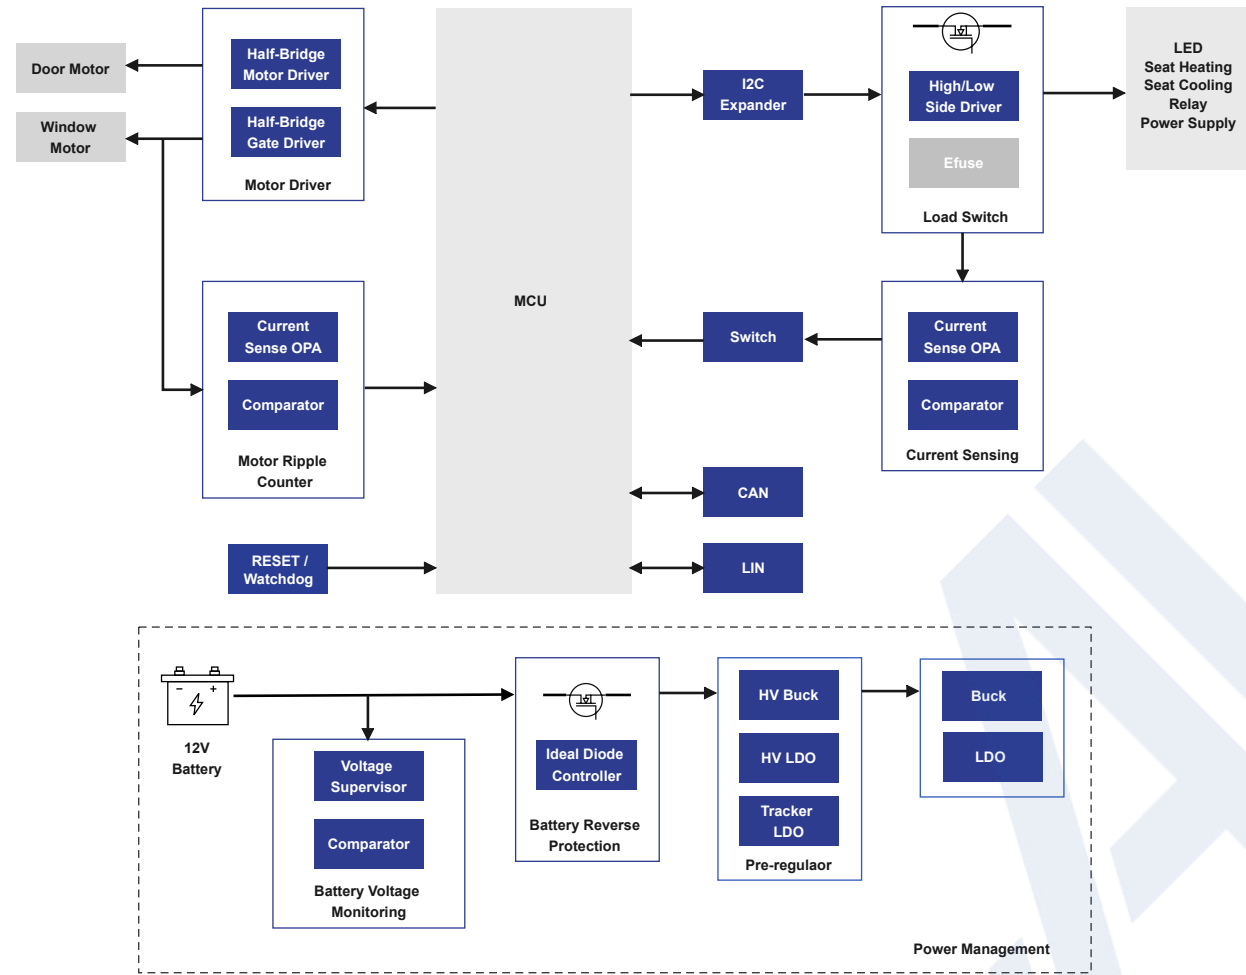 Door Motor
Window
Motor
Half-Bridge
Motor Driver
Half-Bridge
Gate Driver
Motor Driver
Current
Sense OPA
Comparator
Motor Ripple
Counter
RESET /
Watchdog
MCU
I2C
Expander
High/Low
Side Driver
Efuse
Load Switch
LED
Seat Heating
Seat Cooling
Relay
Power Supply
Switch
Current
Sense OPA
Comparator
Current Sensing
CAN
LIN
12V
Battery
Voltage
Supervisor
Comparator
Battery Voltage
Monitoring
Ideal Diode
Controller
Battery Reverse
Protection
HV Buck
HV LDO
Tracker
LDO
Pre-regulaor
Buck
LDO
Power Management